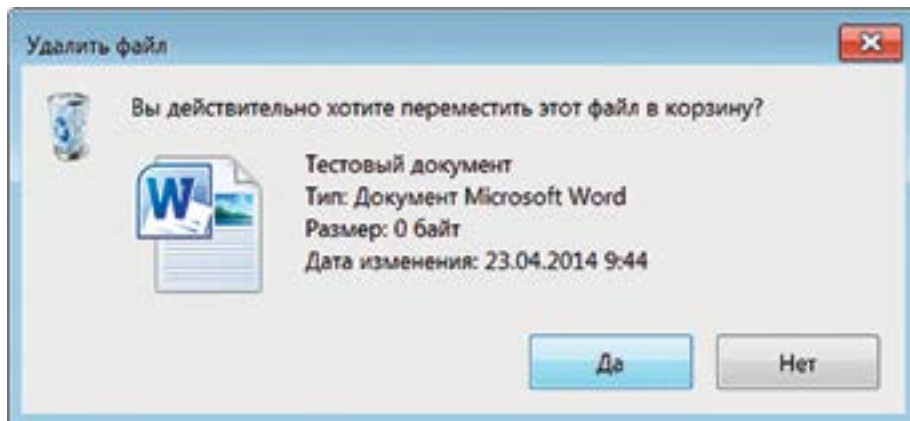 Удалить файл
Вы действительно хотите переместить этот файл в корзину?
Тестовый документ
Тип: Документ Microsoft Word
Размер: 0 байт
Дата изменения: 23.04.2014 9:44
Да
Нет